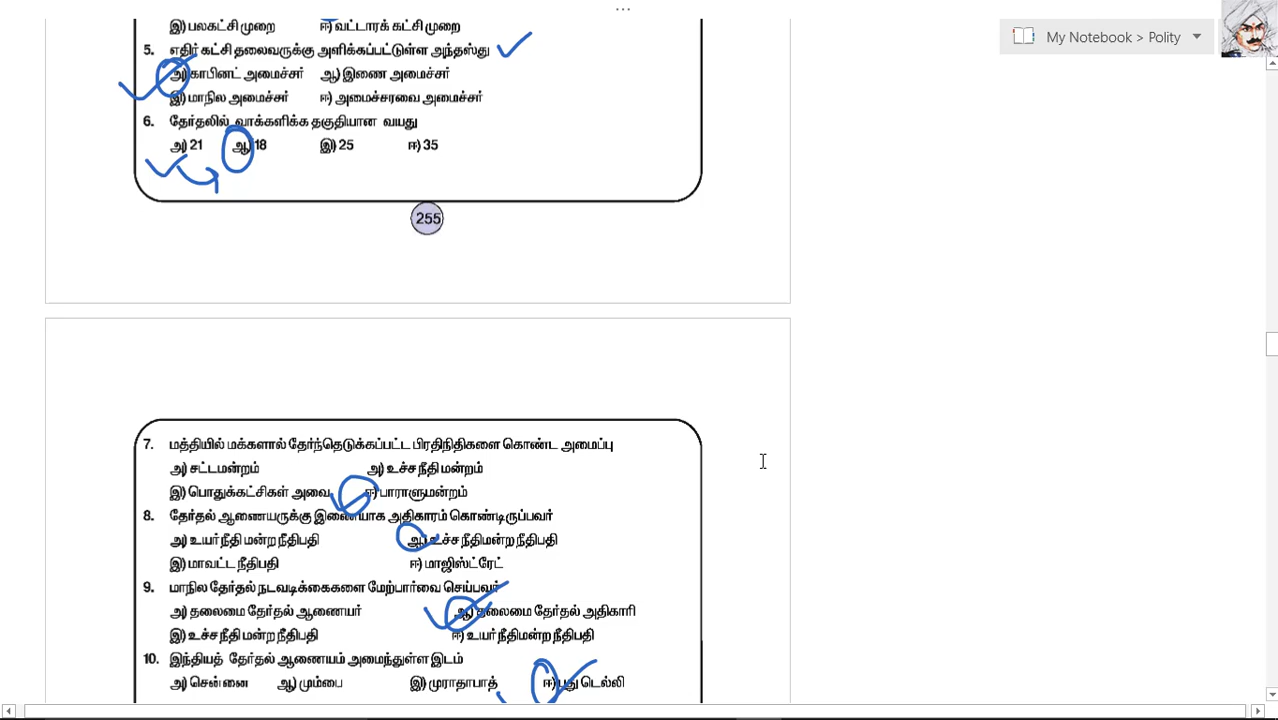 ...
My Notebook > Polity
இ) பலகட்சி முறை ஈ) வட்டாரக் கட்சி முறை
5. எதிர் கட்சி தலைவருக்கு அளிக்கப்பட்டுள்ள அந்தஸ்து
அ) காபினட் அமைச்சர் ஆ) இணை அமைச்சர்
இ) மாநில அமைச்சர் ஈ) அமைச்சரவை அமைச்சர்
6. தேர்தலில் வாக்களிக்க தகுதியான வயது
அ) 21 ஆ) 18 இ) 25 ஈ) 35
255
7. மத்தியில் மக்களால் தேர்ந்தெடுக்கப்பட்ட பிரதிநிதிகளை கொண்ட அமைப்பு
அ) சட்டமன்றம் அ) உச்ச நீதி மன்றம்
இ) பொதுக்கட்சிகள் அவை ஈ) பாராளுமன்றம்
8. தேர்தல் ஆணையருக்கு இணையாக அதிகாரம் கொண்டிருப்பவர்
அ) உயர் நீதி மன்ற நீதிபதி ஆ) உச்ச நீதிமன்ற நீதிபதி
இ) மாவட்ட நீதிபதி ஈ) மாஜிஸ்ட்ரேட்
9. மாநில தேர்தல் நடவடிக்கைகளை மேற்பார்வை செய்பவர்
அ) தலைமை தேர்தல் ஆணையர் ஆ) தலைமை தேர்தல் அதிகாரி
இ) உச்ச நீதி மன்ற நீதிபதி ஈ) உயர் நீதிமன்ற நீதிபதி
10. இந்தியத் தேர்தல் ஆணையம் அமைந்துள்ள இடம்
அ) சென்னை ஆ) மும்பை இ) முராதாபாத் ஈ) புது டெல்லி